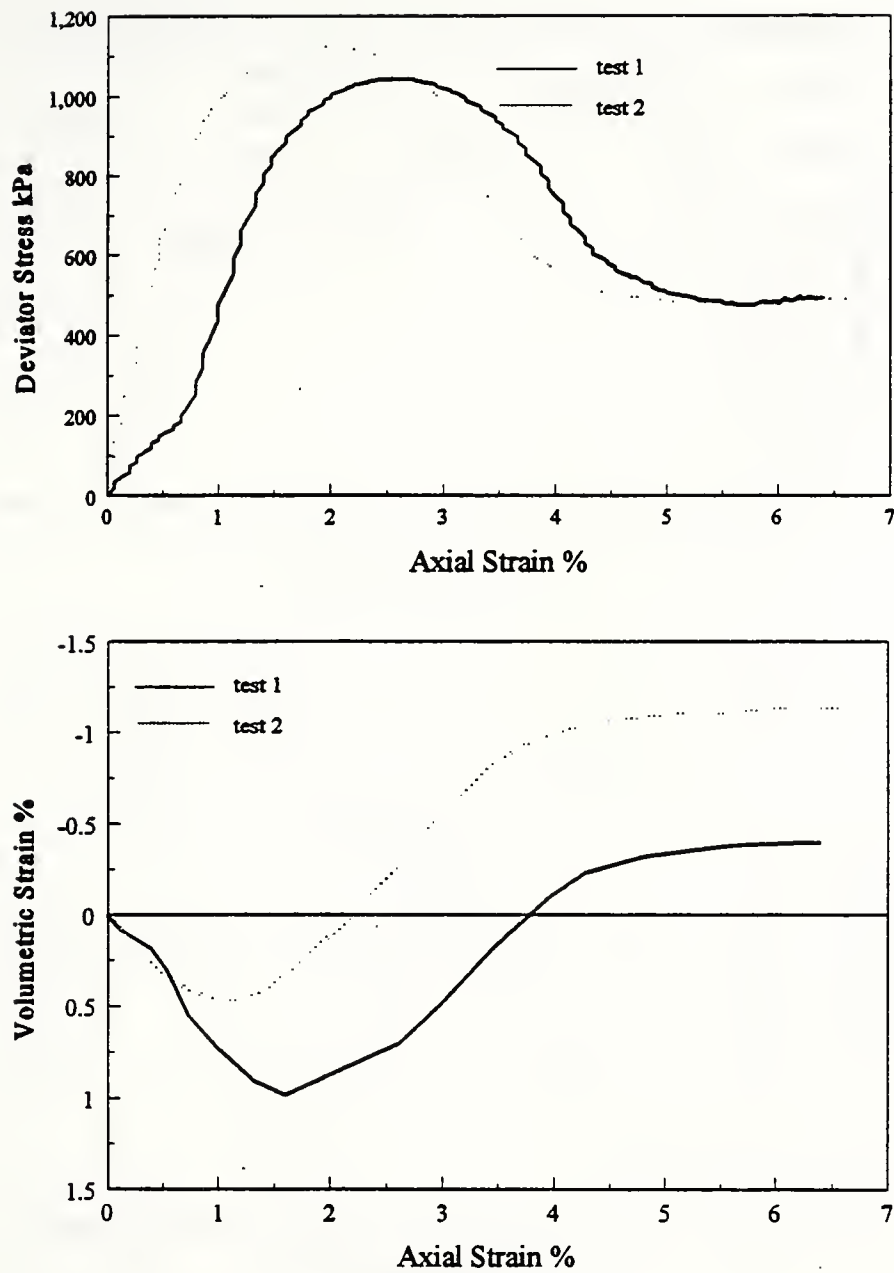 1,200
1,000
800
600
400
200
0
Deviator Stress kPa
test 1
test 2
0 1 2 3 4 5 6 7
Axial Strain %
-1.5
-1
-0.5
0
0.5
1
1.5
Volumetric Strain %
test 1
test 2
0 1 2 3 4 5 6 7
Axial Strain %